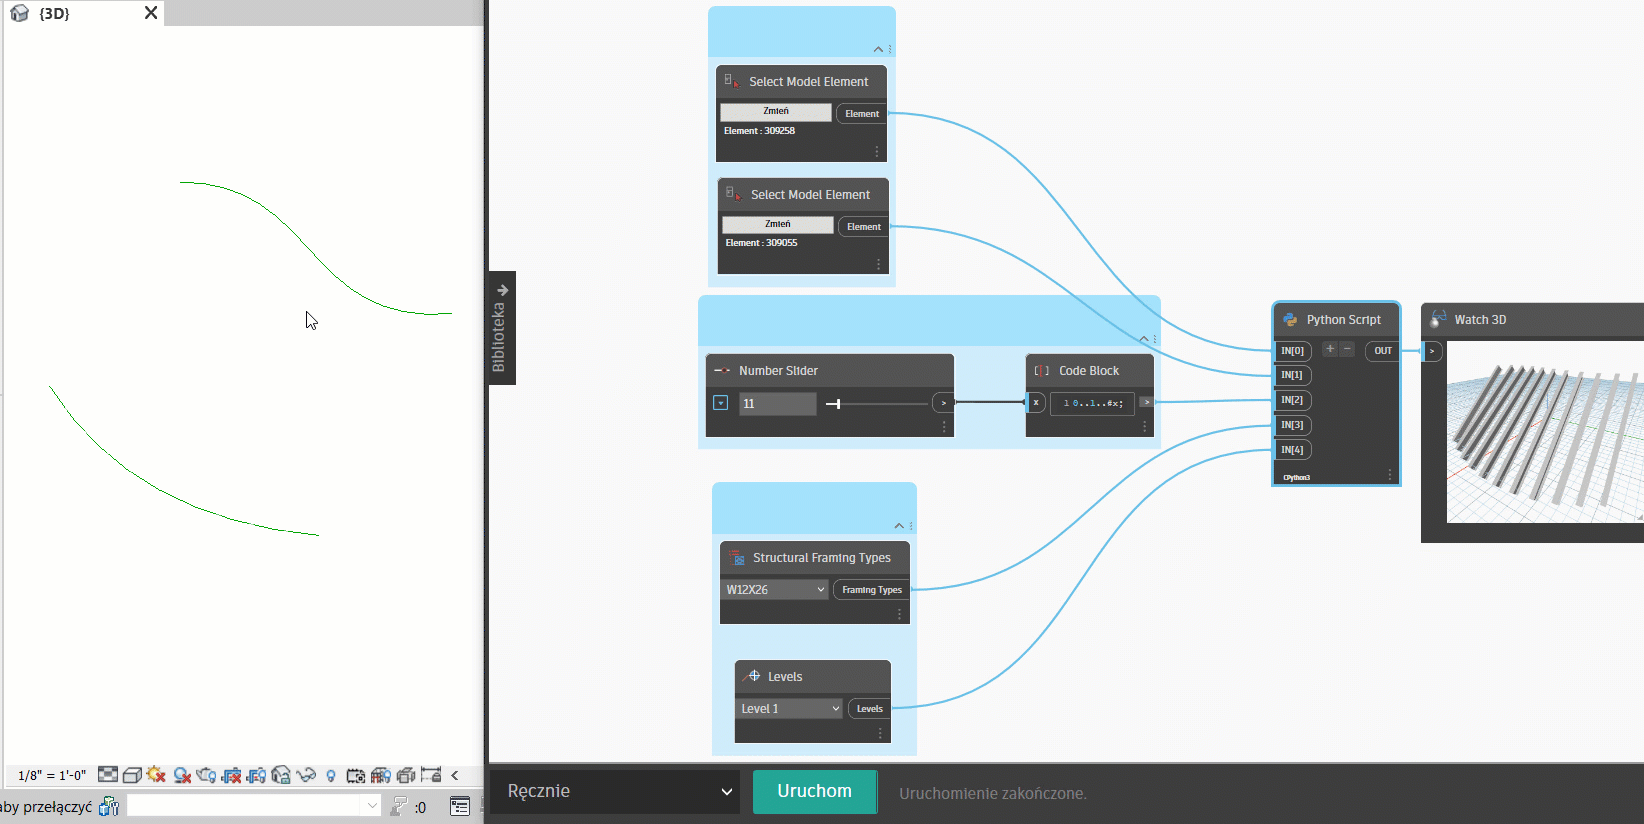 {3D}
Select Model Element
Zmień
Element
Element : 309258
Select Model Element
Zmień
Element
Element : 309055
Biblioteka
Number Slider
11
>
Code Block
x
1 0..1..#x;
>
Python Script
IN[0]
+
−
OUT
IN[1]
IN[2]
IN[3]
IN[4]
CPython3
Watch 3D
>
Structural Framing Types
W12X26
Framing Types
Levels
Level 1
Levels
1/8" = 1'-0"
aby przełączyć
:0
Ręcznie
Uruchom
Uruchomienie zakończone.